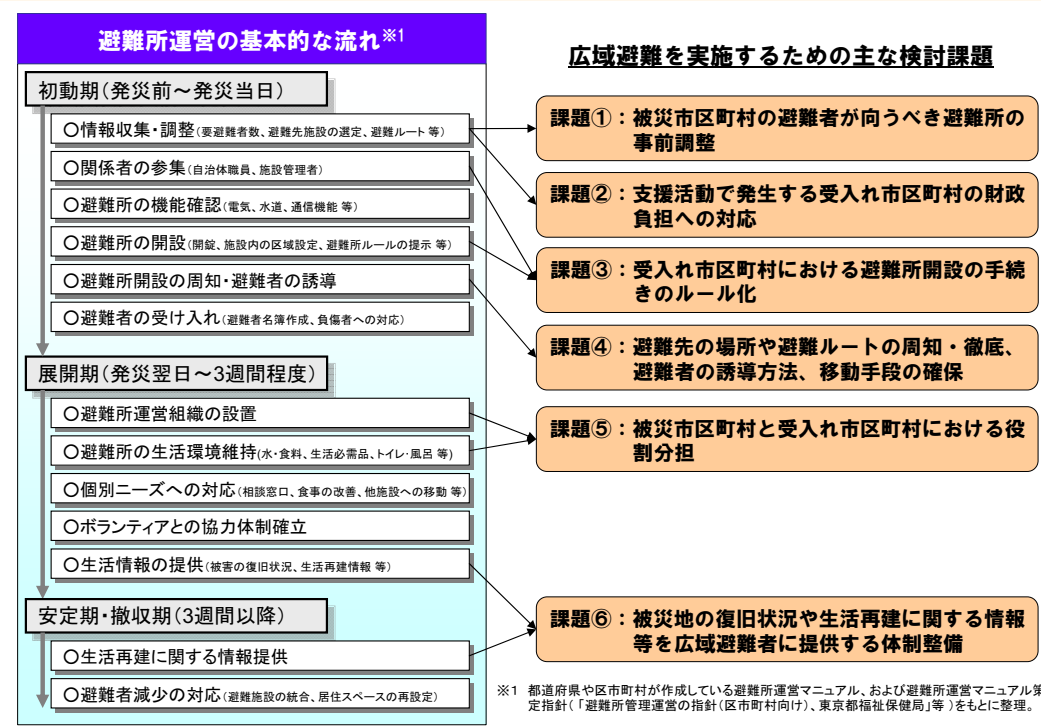 避難所運営の基本的な流れ※1
初動期(発災前～発災当日)
○情報収集・調整(要避難者数、避難先施設の選定、避難ルート 等)
○関係者の参集(自治体職員、施設管理者)
○避難所の機能確認(電気、水道、通信機能 等)
○避難所の開設(開錠、施設内の区域設定、避難所ルールの提示 等)
○避難所開設の周知・避難者の誘導
○避難者の受け入れ(避難者名簿作成、負傷者への対応)
展開期(発災翌日～3週間程度)
○避難所運営組織の設置
○避難所の生活環境維持(水・食料、生活必需品、トイレ・風呂 等)
○個別ニーズへの対応(相談窓口、食事の改善、他施設への移動 等)
○ボランティアとの協力体制確立
○生活情報の提供(被害の復旧状況、生活再建情報 等)
安定期・撤収期(3週間以降)
○生活再建に関する情報提供
○避難者減少の対応(避難施設の統合、居住スペースの再設定)
広域避難を実施するための主な検討課題
課題①：被災市区町村の避難者が向うべき避難所の
事前調整
課題②：支援活動で発生する受入れ市区町村の財政
負担への対応
課題③：受入れ市区町村における避難所開設の手続
きのルール化
課題④：避難先の場所や避難ルートの周知・徹底、
避難者の誘導方法、移動手段の確保
課題⑤：被災市区町村と受入れ市区町村における役
割分担
課題⑥：被災地の復旧状況や生活再建に関する情報
等を広域避難者に提供する体制整備
※1 都道府県や区市町村が作成している避難所運営マニュアル、および避難所運営マニュアル策
定指針(「避難所管理運営の指針(区市町村向け)、東京都福祉保健局」等 )をもとに整理。